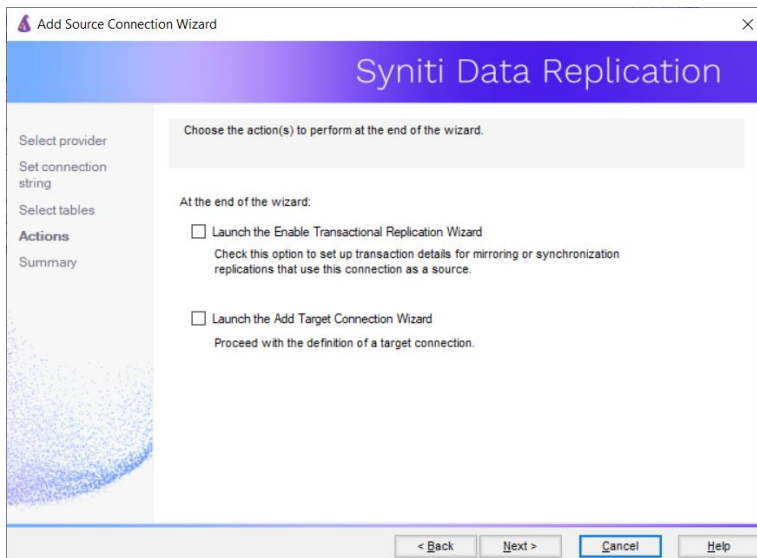 Add Source Connection Wizard
Syniti Data Replication
Select provider
Set connection
string
Select tables
Actions
Summary
Choose the action(s) to perform at the end of the wizard.
At the end of the wizard:
Launch the Enable Transactional Replication Wizard
Check this option to set up transaction details for mirroring or synchronization
replications that use this connection as a source.
Launch the Add Target Connection Wizard
Proceed with the definition of a target connection.
< Back
Next >
Cancel
Help